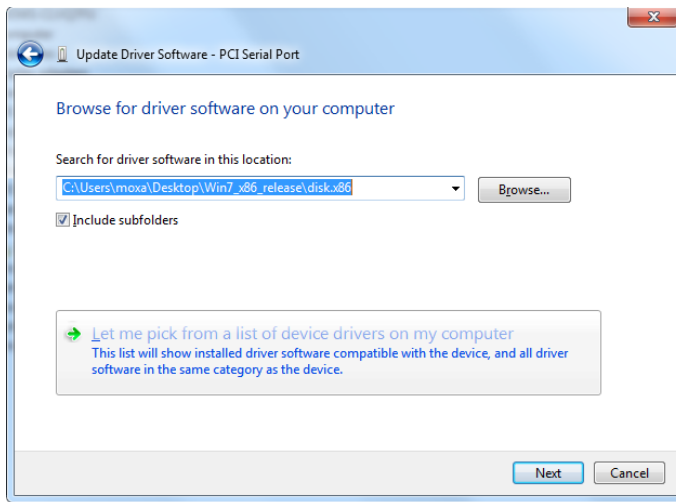 Update Driver Software - PCI Serial Port
Browse for driver software on your computer
Search for driver software in this location:
C:\Users\moxa\Desktop\Win7_x86_release\disk.x86
Browse...
Include subfolders
Let me pick from a list of device drivers on my computer
This list will show installed driver software compatible with the device, and all driver
software in the same category as the device.
Next
Cancel